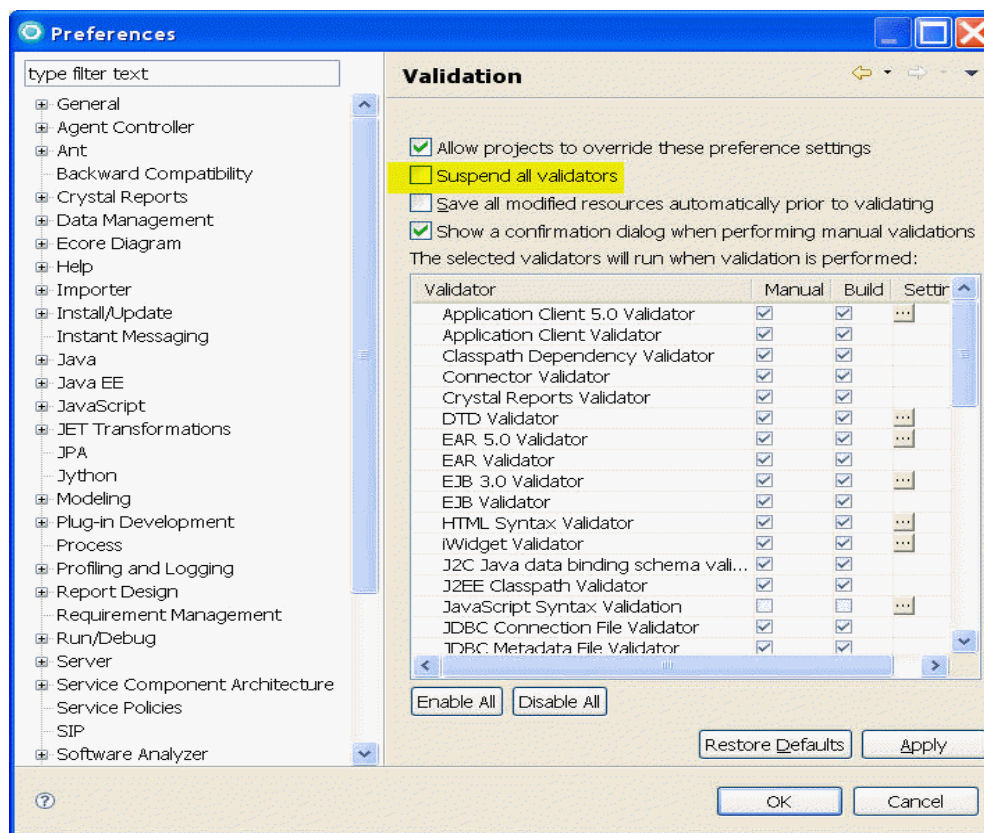 Preferences
type filter text
General
Agent Controller
Ant
Backward Compatibility
Crystal Reports
Data Management
Ecore Diagram
Help
Importer
Install/Update
Instant Messaging
Java
Java EE
JavaScript
JET Transformations
JPA
Jython
Modeling
Plug-in Development
Process
Profiling and Logging
Report Design
Requirement Management
Run/Debug
Server
Service Component Architecture
Service Policies
SIP
Software Analyzer
Validation
Allow projects to override these preference settings
Suspend all validators
Save all modified resources automatically prior to validating
Show a confirmation dialog when performing manual validations
The selected validators will run when validation is performed:
Validator Manual Build Settir
Application Client 5.0 Validator ...
Application Client Validator
Classpath Dependency Validator
Connector Validator
Crystal Reports Validator
DTD Validator ...
EAR 5.0 Validator ...
EAR Validator
EJB 3.0 Validator ...
EJB Validator
HTML Syntax Validator ...
iWidget Validator ...
J2C Java data binding schema vali...
J2EE Classpath Validator
JavaScript Syntax Validation ...
JDBC Connection File Validator
JDBC Metadata File Validator
Enable All Disable All
Restore Defaults Apply
? OK Cancel